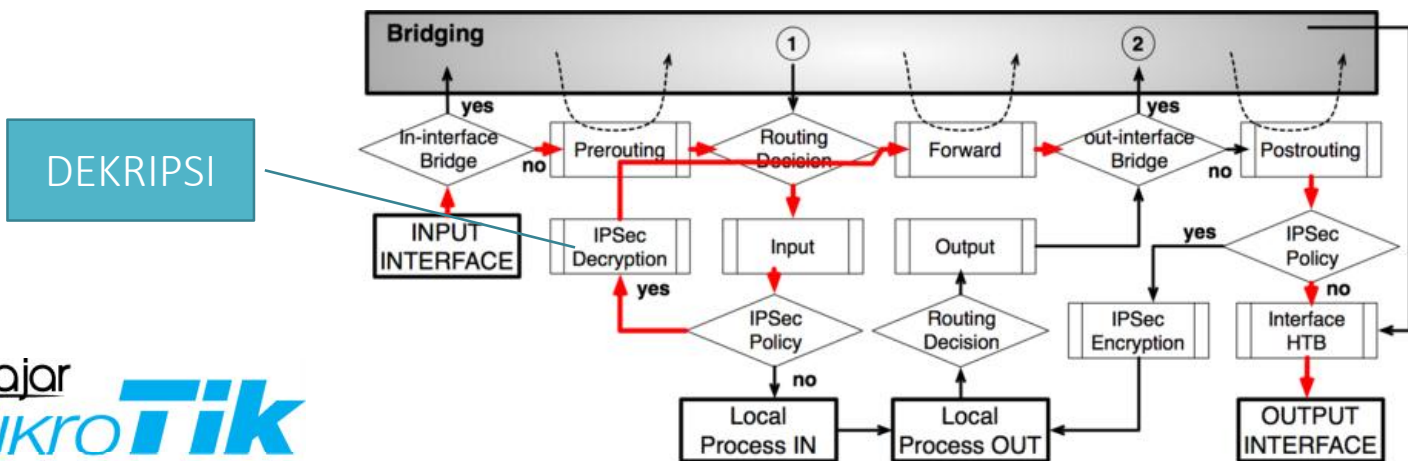 Bridging
1
2
yes
yes
In-interface
Bridge
no
Prerouting
Routing
Decision
Forward
out-interface
Bridge
no
Postrouting
DEKRIPSI
INPUT
INTERFACE
IPSec
Decryption
Input
Output
yes
IPSec
Policy
yes
no
IPSec
Policy
Routing
Decision
IPSec
Encryption
Interface
HTB
no
Local
Process IN
Local
Process OUT
OUTPUT
INTERFACE
ajar
ıKroTik